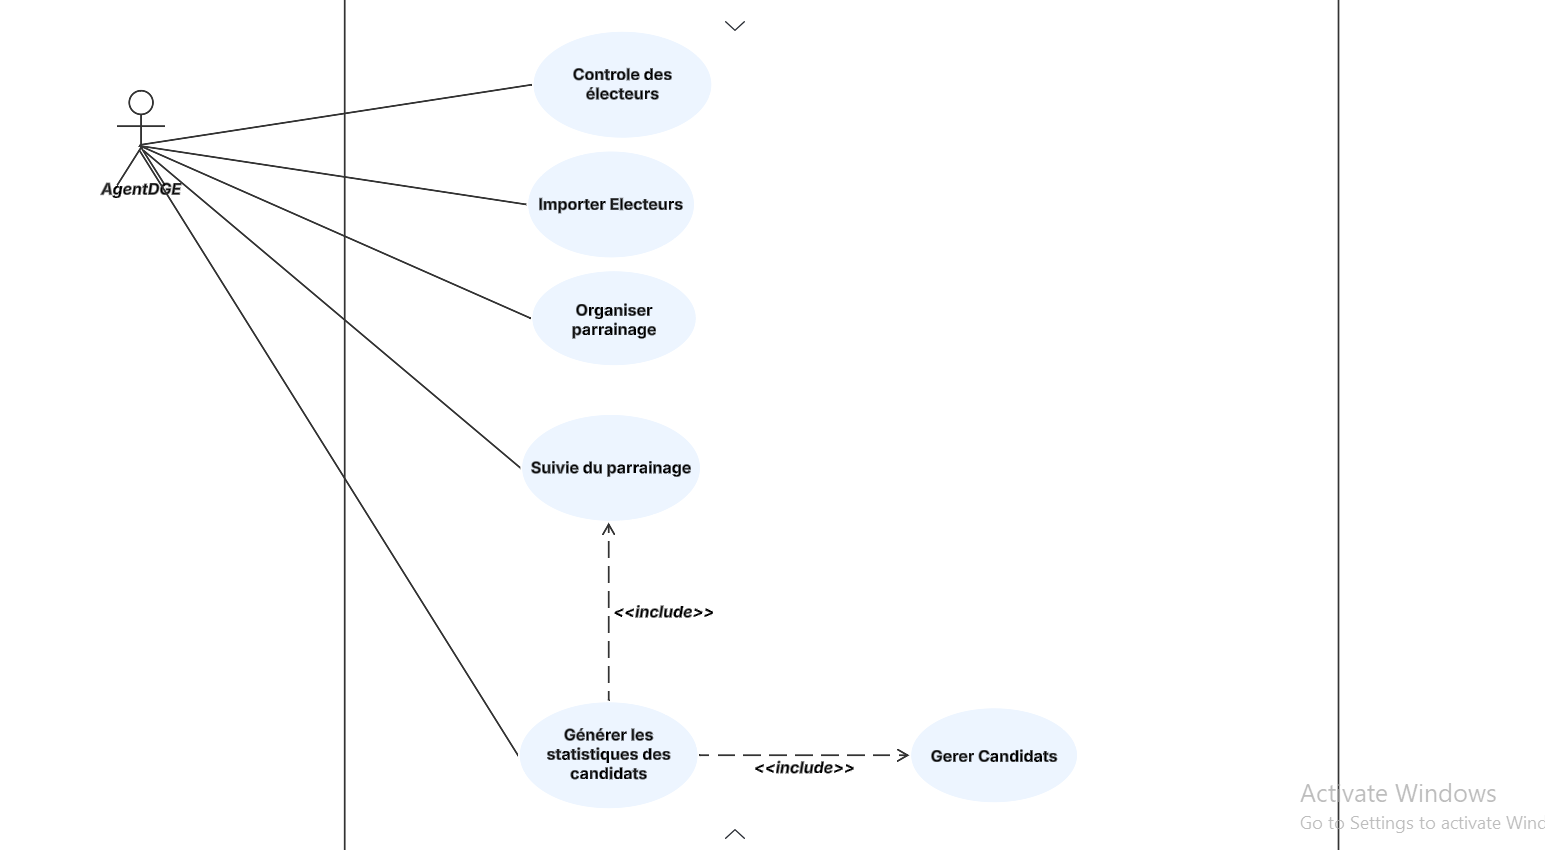 Controle des
électeurs
AgentDGE
Importer Electeurs
Organiser
parrainage
Suivie du parrainage
<<include>>
Générer les
statistiques des
candidats
<<include>>
Gerer Candidats
Activate Windows
Go to Settings to activate Winc